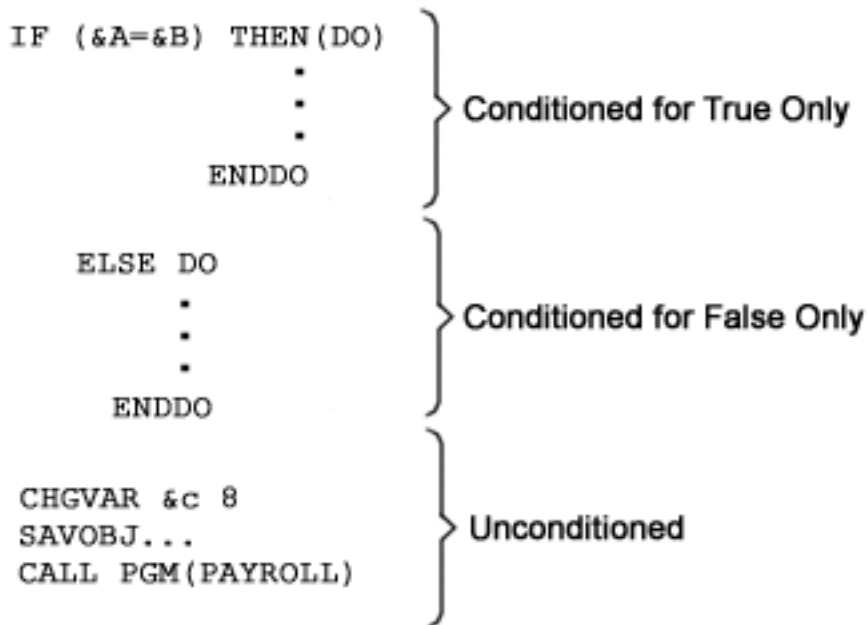 IF (&A=&B) THEN(DO)
.
.
.
ENDDO
Conditioned for True Only
ELSE DO
.
.
.
ENDDO
Conditioned for False Only
CHGVAR &c 8
SAVOBJ...
CALL PGM(PAYROLL)
Unconditioned